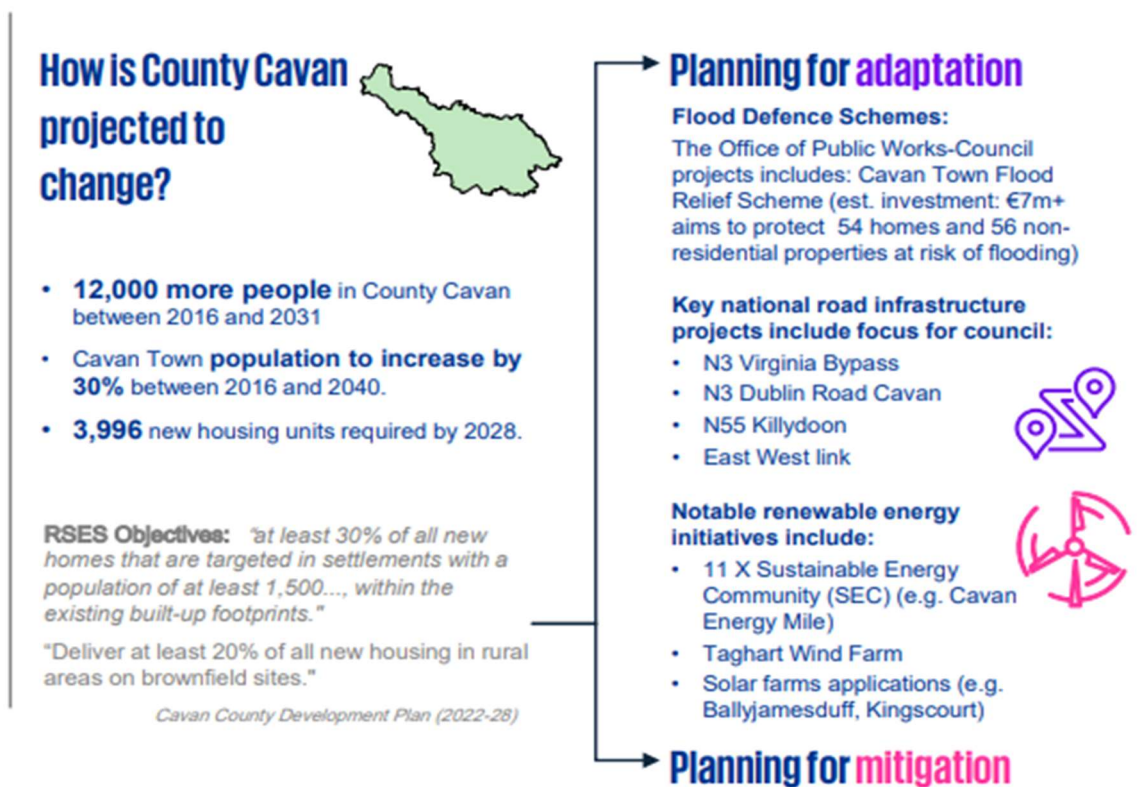 How is County Cavan
projected to
change?
• 12,000 more people in County Cavan
between 2016 and 2031
• Cavan Town population to increase by
30% between 2016 and 2040.
• 3,996 new housing units required by 2028.
RSES Objectives: "at least 30% of all new
homes that are targeted in settlements with a
population of at least 1,500..., within the
existing built-up footprints."
"Deliver at least 20% of all new housing in rural
areas on brownfield sites."
Cavan County Development Plan (2022-28)
Planning for adaptation
Flood Defence Schemes:
The Office of Public Works-Council
projects includes: Cavan Town Flood
Relief Scheme (est. investment: €7m+
aims to protect 54 homes and 56 non-
residential properties at risk of flooding)
Key national road infrastructure
projects include focus for council:
• N3 Virginia Bypass
• N3 Dublin Road Cavan
• N55 Killydoon
• East West link
Notable renewable energy
initiatives include:
• 11 X Sustainable Energy
Community (SEC) (e.g. Cavan
Energy Mile)
• Taghart Wind Farm
• Solar farms applications (e.g.
Ballyjamesduff, Kingscourt)
Planning for mitigation